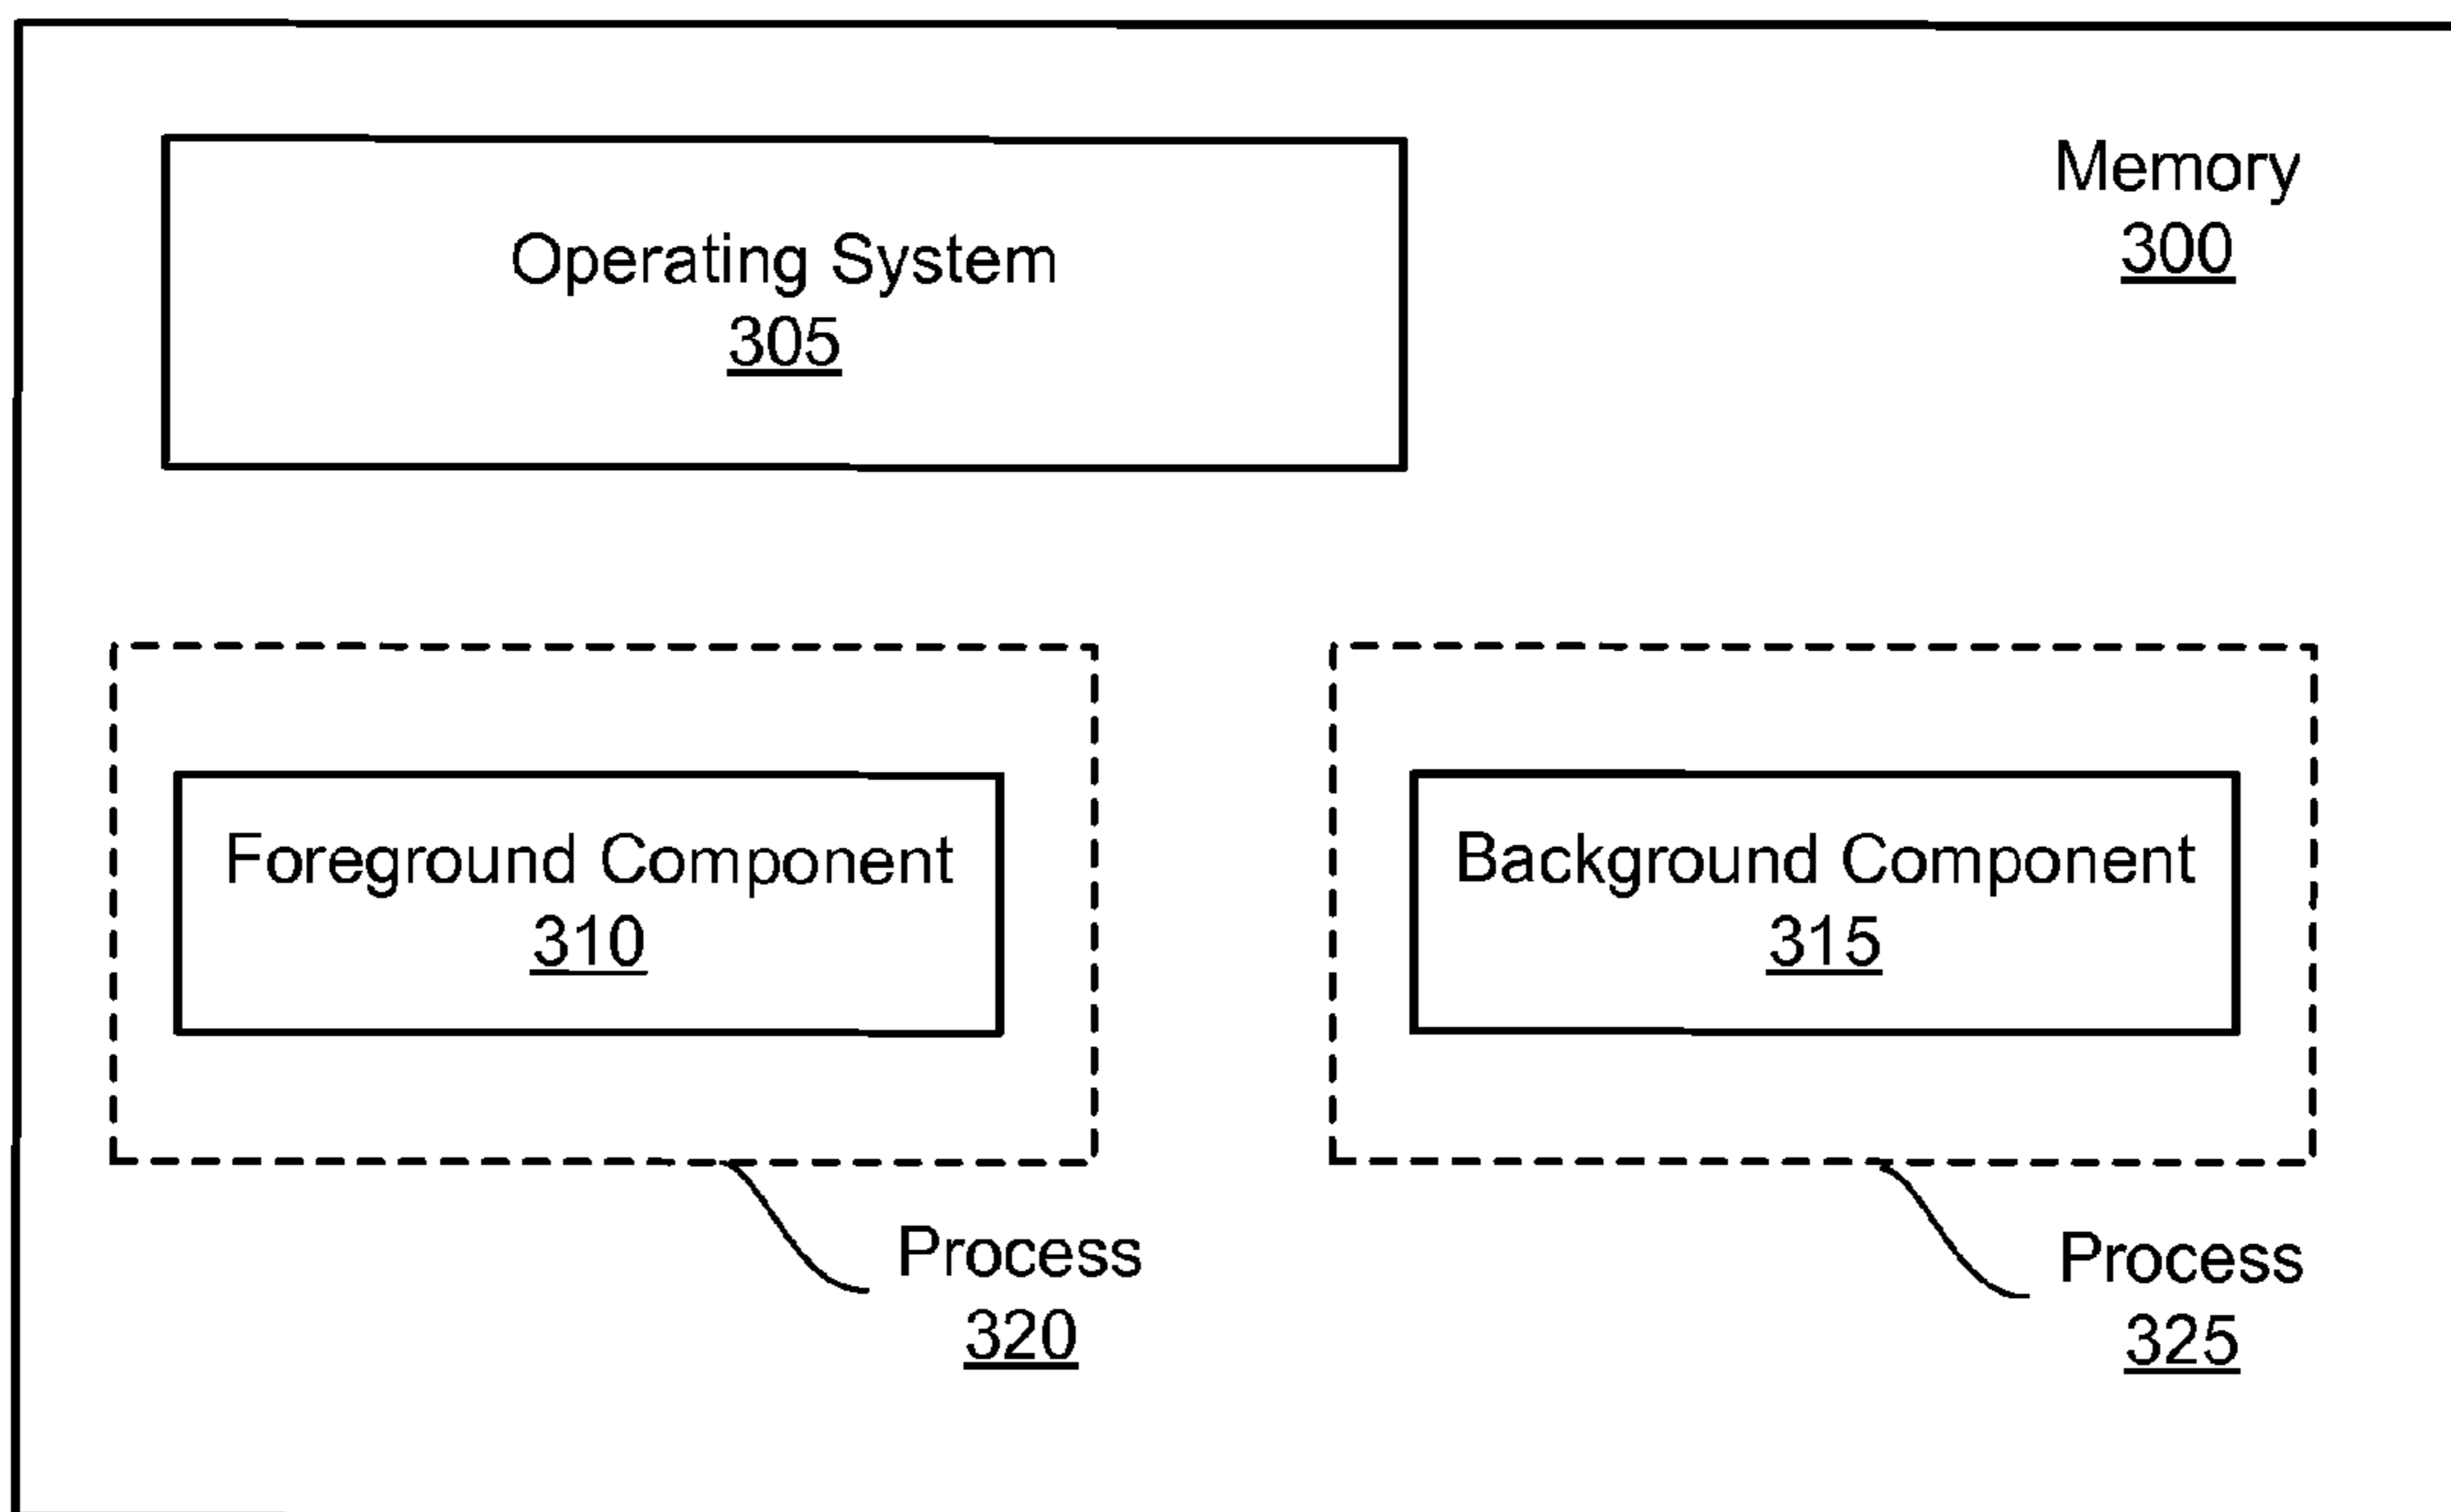 Memory
300
Operating System
305
Foreground Component
310
Background Component
315
Process
320
Process
325